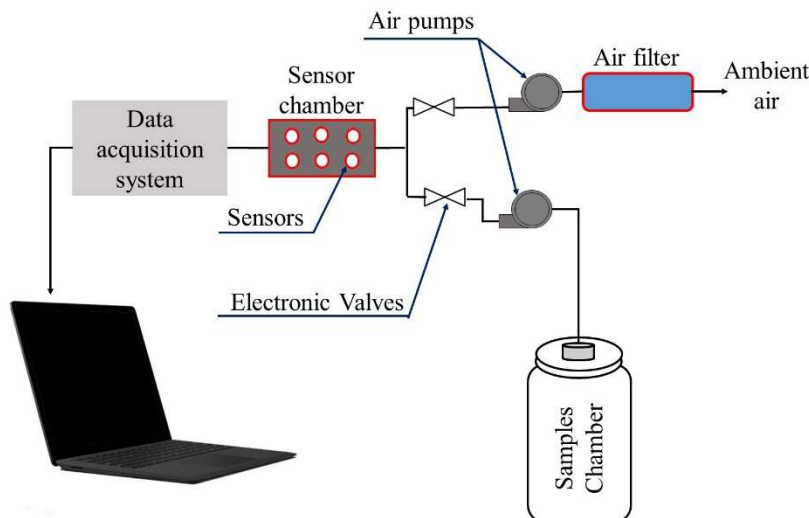 Air pumps
Air filter
Ambient
air
Sensor
chamber
Data
acquisition
system
Sensors
Electronic Valves
Samples
Chamber